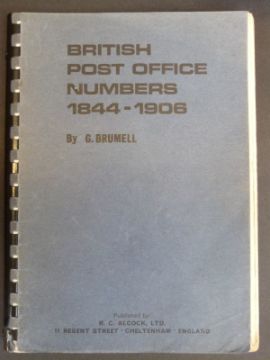 BRITISH
POST OFFICE
NUMBERS
1844-1906
By G. BRUMELL
Published by
R. C. ALCOCK, LTD.
11 REGENT STREET · CHELTENHAM · ENGLAND